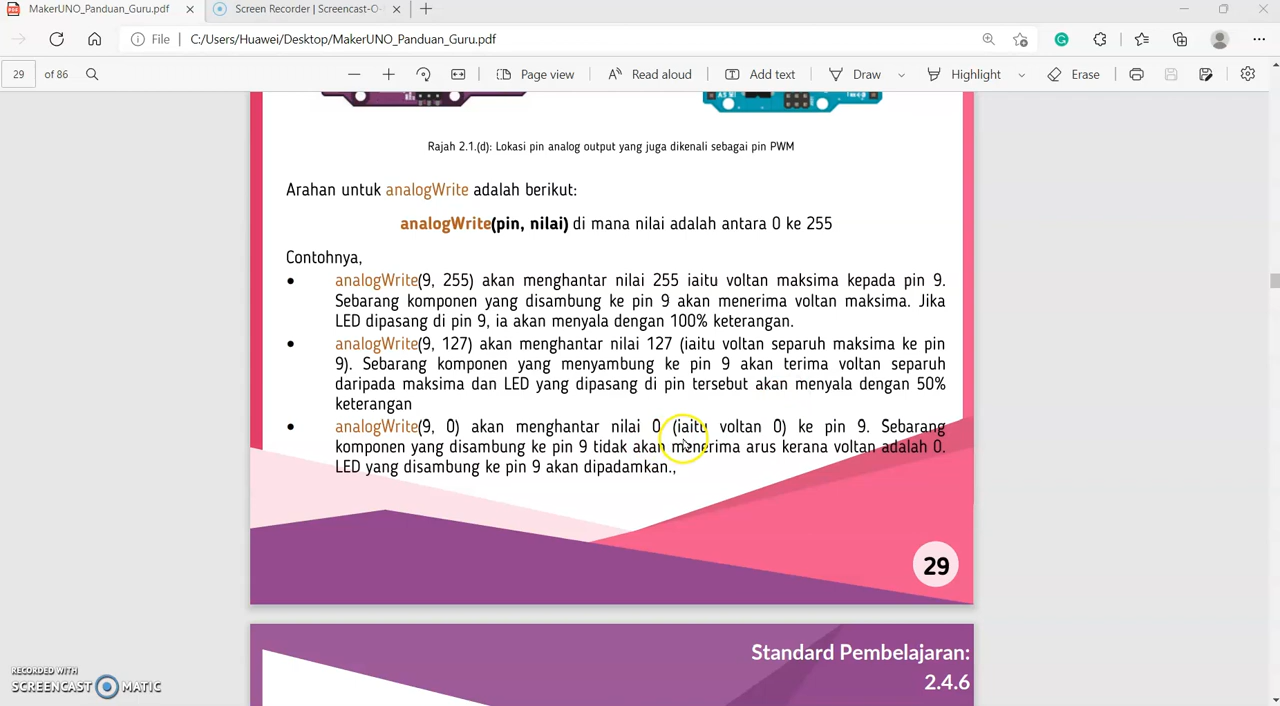 MakerUNO_Panduan_Guru.pdf
Screen Recorder | Screencast-O-
File
C:/Users/Huawei/Desktop/MakerUNO_Panduan_Guru.pdf
29 of 86
Page view
Read aloud
Add text
Draw
Highlight
Erase
Rajah 2.1.(d): Lokasi pin analog output yang juga dikenali sebagai pin PWM
Arahan untuk analogWrite adalah berikut:
analogWrite(pin, nilai) di mana nilai adalah antara 0 ke 255
Contohnya,
● analogWrite(9, 255) akan menghantar nilai 255 iaitu voltan maksima kepada pin 9.
Sebarang komponen yang disambung ke pin 9 akan menerima voltan maksima. Jika
LED dipasang di pin 9, ia akan menyala dengan 100% keterangan.
● analogWrite(9, 127) akan menghantar nilai 127 (iaitu voltan separuh maksima ke pin
9). Sebarang komponen yang menyambung ke pin 9 akan terima voltan separuh
daripada maksima dan LED yang dipasang di pin tersebut akan menyala dengan 50%
keterangan
● analogWrite(9, 0) akan menghantar nilai 0 (iaitu voltan 0) ke pin 9. Sebarang
komponen yang disambung ke pin 9 tidak akan menerima arus kerana voltan adalah 0.
LED yang disambung ke pin 9 akan dipadamkan.,
29
Standard Pembelajaran:
2.4.6
RECORDED WITH
SCREENCAST MATIC